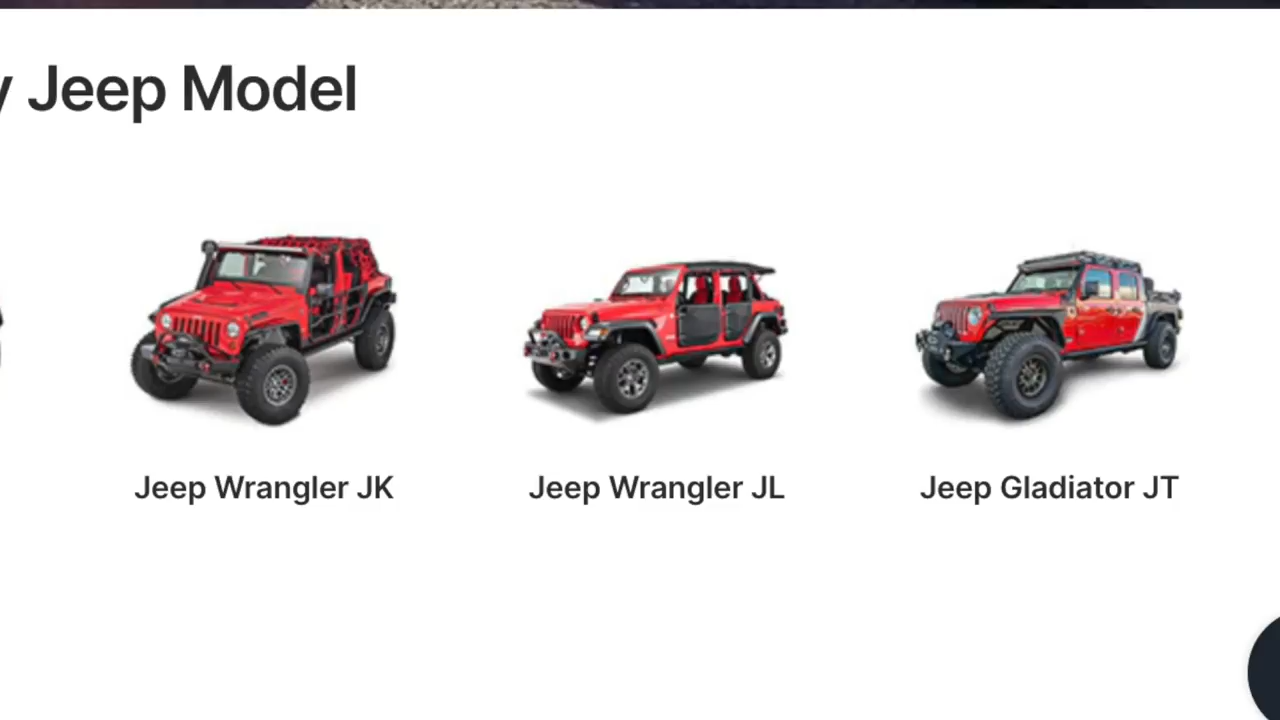 y Jeep Model
Jeep Wrangler JK
Jeep Wrangler JL
Jeep Gladiator JT